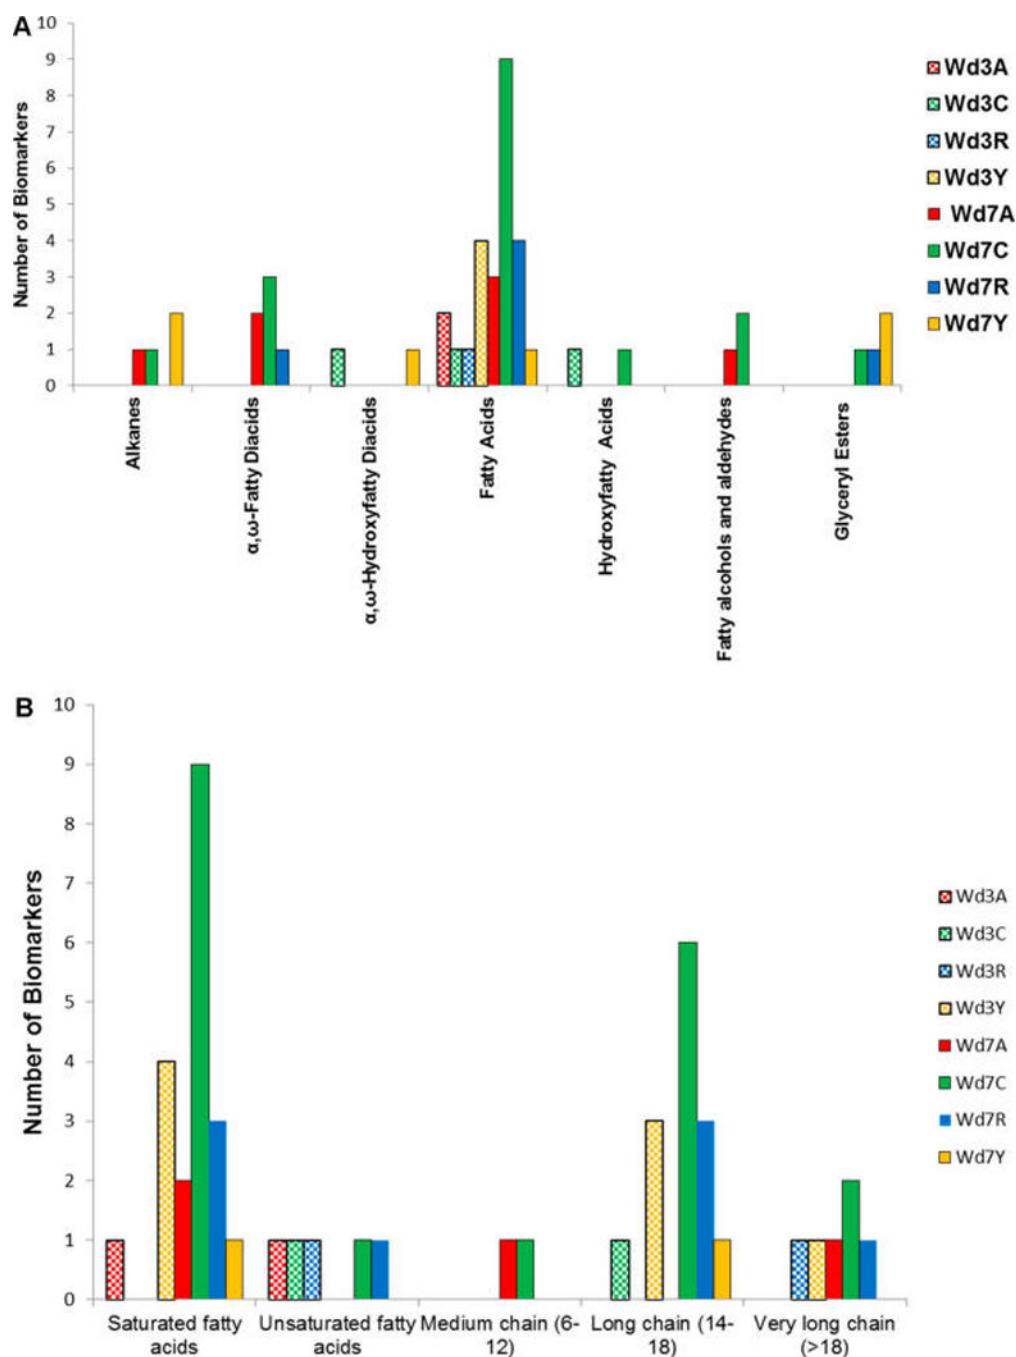 A
Number of Biomarkers
10
9
8
7
6
5
4
3
2
1
0
Alkanes
α,ω-Fatty Diacids
α,ω-Hydroxyfatty Diacids
Fatty Acids
Hydroxyfatty Acids
Fatty alcohols and aldehydes
Glyceryl Esters
Wd3A
Wd3C
Wd3R
Wd3Y
Wd7A
Wd7C
Wd7R
Wd7Y
B
Number of Biomarkers
10
9
8
7
6
5
4
3
2
1
0
Saturated fatty
acids
Unsaturated fatty
acids
Medium chain (6-
12)
Long chain (14-
18)
Very long chain
(>18)
Wd3A
Wd3C
Wd3R
Wd3Y
Wd7A
Wd7C
Wd7R
Wd7Y